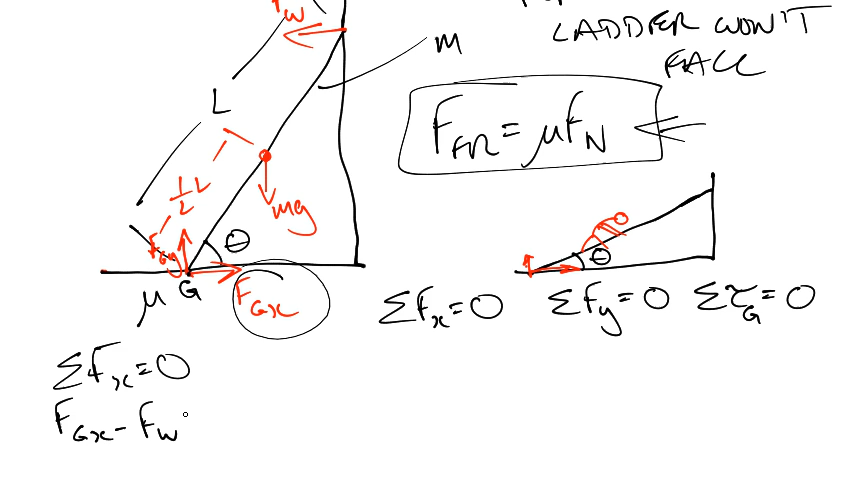 F_W
LADDER WON'T
FALL
m
L
F_FR = μF_N
½L
mg
F_Gy
θ
θ
μ G
F_Gx
ΣF_x=0 ΣF_y=0 Στ_G=0
ΣF_x=0
F_Gx - F_W